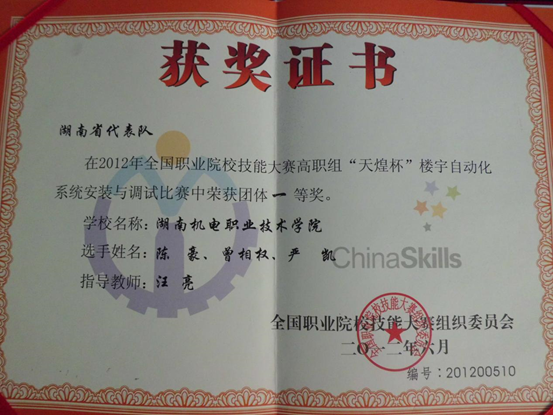 获奖证书
湖南省代表队
在2012年全国职业院校技能大赛高职组“天煌杯”楼宇自动化
系统安装与调试比赛中荣获团体一等奖。
学校名称：湖南机电职业技术学院
选手姓名：陈 豪、曾相权、严 凯
指导教师：汪 亮
ChinaSkills
全国职业院校技能大赛组织委员会
二〇一二年六月
编号：201200510